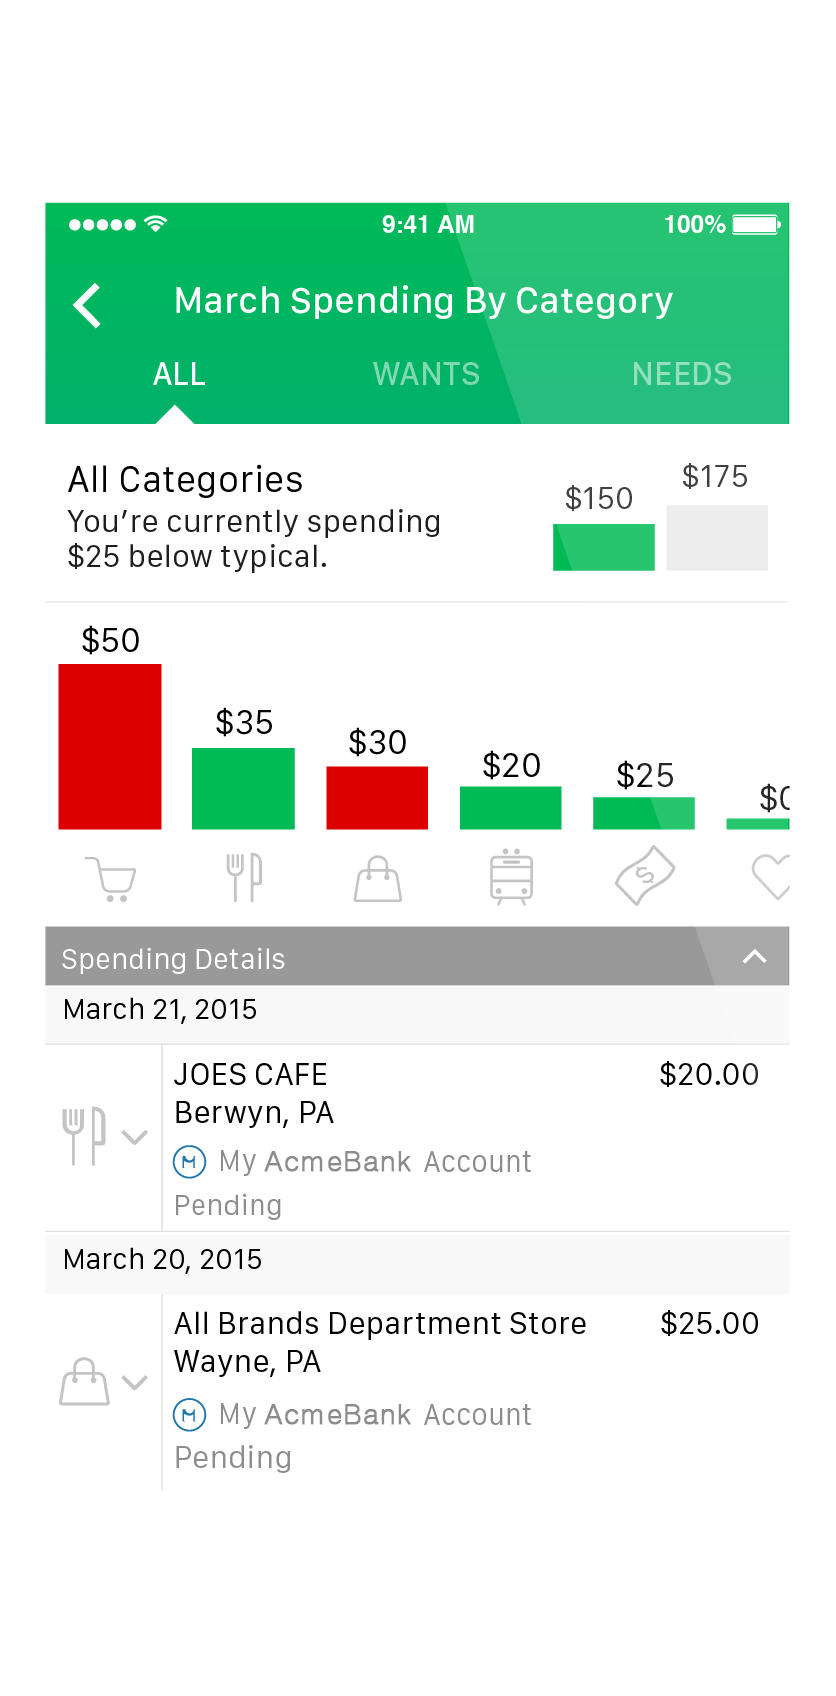 9:41 AM 100%
March Spending By Category
ALL WANTS NEEDS
All Categories
You’re currently spending
$25 below typical.
$150 $175
$50 $35 $30 $20 $25
Spending Details
March 21, 2015
JOES CAFE $20.00
Berwyn, PA
My AcmeBank Account
Pending
March 20, 2015
All Brands Department Store $25.00
Wayne, PA
My AcmeBank Account
Pending